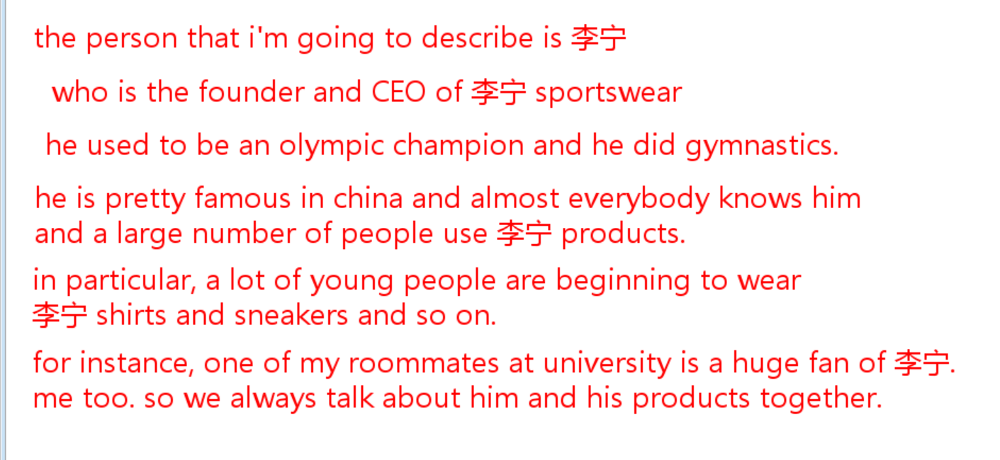 the person that i'm going to describe is 李宁
who is the founder and CEO of 李宁 sportswear
he used to be an olympic champion and he did gymnastics.
he is pretty famous in china and almost everybody knows him
and a large number of people use 李宁 products.
in particular, a lot of young people are beginning to wear
李宁 shirts and sneakers and so on.
for instance, one of my roommates at university is a huge fan of 李宁.
me too. so we always talk about him and his products together.